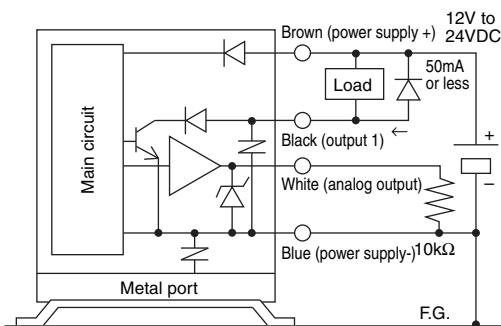 12V to
24VDC
Brown (power supply +)
50mA
or less
Load
Main circuit
Black (output 1)
←
+
White (analog output)
−
Blue (power supply-)
10kΩ
Metal port
F.G.